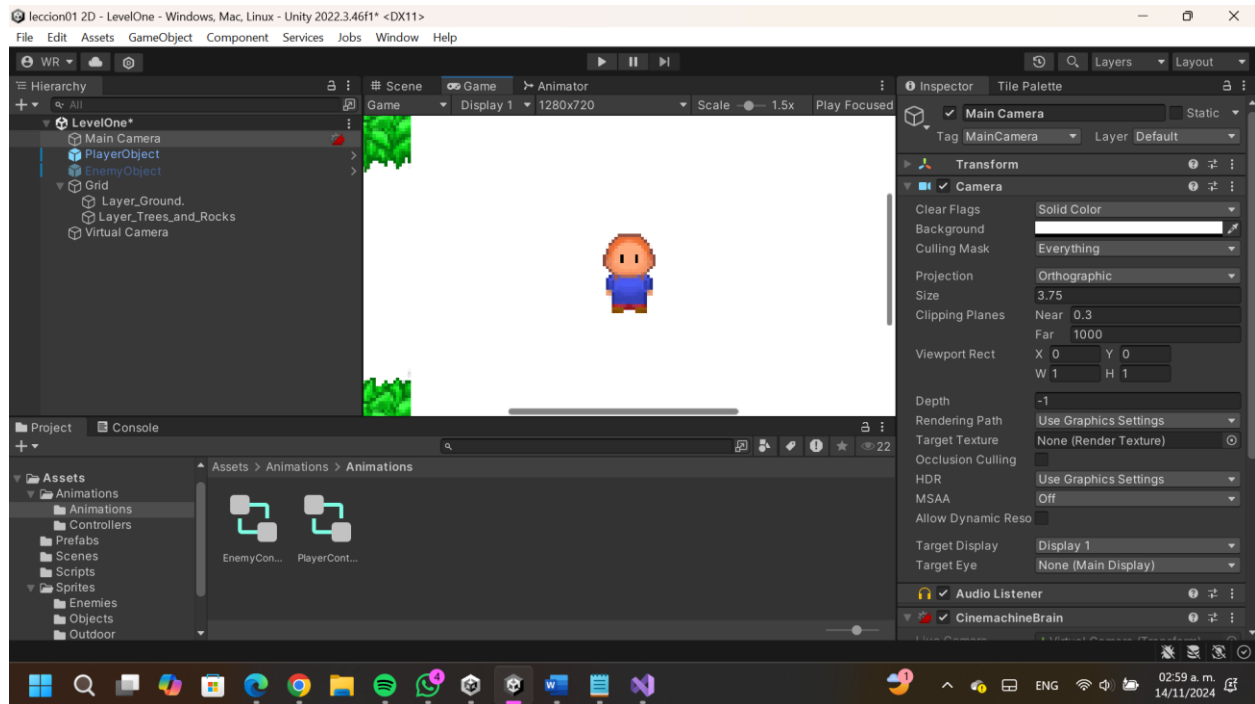 leccion01 2D - LevelOne - Windows, Mac, Linux - Unity 2022.3.46f1* <DX11>
File Edit Assets GameObject Component Services Jobs Window Help
WR
Layers
Layout
Hierarchy
Scene
Game
Animator
Inspector
Tile Palette
All
Game
Display 1
1280x720
Scale
1.5x
Play Focused
LevelOne*
Main Camera
PlayerObject
EnemyObject
Grid
Layer_Ground.
Layer_Trees_and_Rocks
Virtual Camera
Main Camera
Static
Tag MainCamera
Layer Default
Transform
Camera
Clear Flags Solid Color
Background
Culling Mask Everything
Projection Orthographic
Size 3.75
Clipping Planes Near 0.3
Far 1000
Viewport Rect X 0 Y 0
W 1 H 1
Depth -1
Rendering Path Use Graphics Settings
Target Texture None (Render Texture)
Occlusion Culling
HDR Use Graphics Settings
MSAA Off
Allow Dynamic Reso
Target Display Display 1
Target Eye None (Main Display)
Audio Listener
CinemachineBrain
Project
Console
22
Assets > Animations > Animations
Assets
Animations
Animations
Controllers
Prefabs
Scenes
Scripts
Sprites
Enemies
Objects
Outdoor
EnemyCon...
PlayerCont...
4
1
ENG
02:59 a. m.
14/11/2024